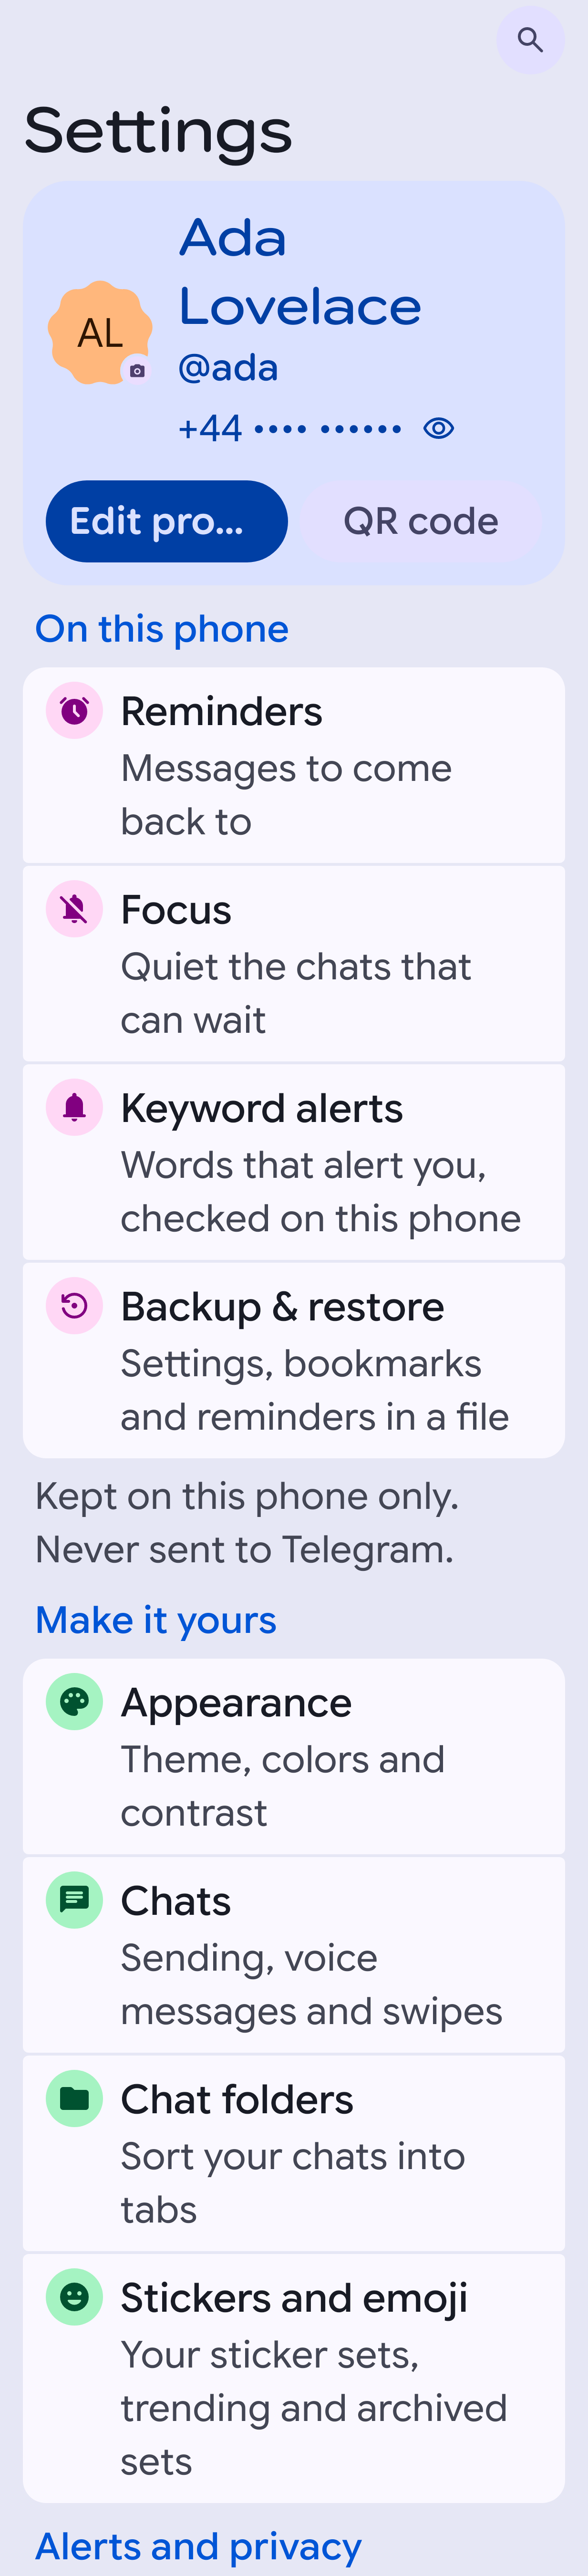 Settings
Ada
Lovelace
AL
@ada
+44 •••• ••••••
Edit pro...
QR code
On this phone
Reminders
Messages to come
back to
Focus
Quiet the chats that
can wait
Keyword alerts
Words that alert you,
checked on this phone
Backup & restore
Settings, bookmarks
and reminders in a file
Kept on this phone only.
Never sent to Telegram.
Make it yours
Appearance
Theme, colors and
contrast
Chats
Sending, voice
messages and swipes
Chat folders
Sort your chats into
tabs
Stickers and emoji
Your sticker sets,
trending and archived
sets
Alerts and privacy